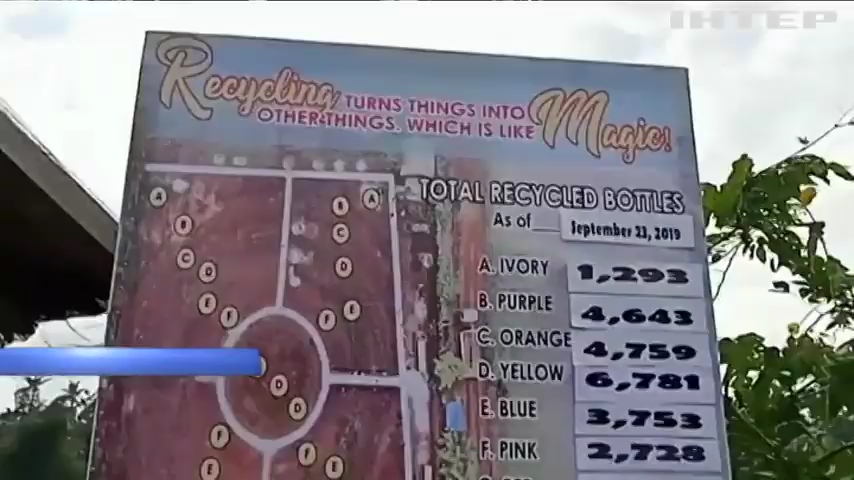 ІНТЕР
Recycling TURNS THINGS INTO
OTHER THINGS. WHICH IS LIKE Magic!
TOTAL RECYCLED BOTTLES
As of__ September 23, 2019
A. IVORY 1,293
B. PURPLE 4,643
C. ORANGE 4,759
D. YELLOW 6,781
E. BLUE 3,753
F. PINK 2,728
A
B
C
D
E
F
A
B
C
D
E
F
D
D
F
E
F
E